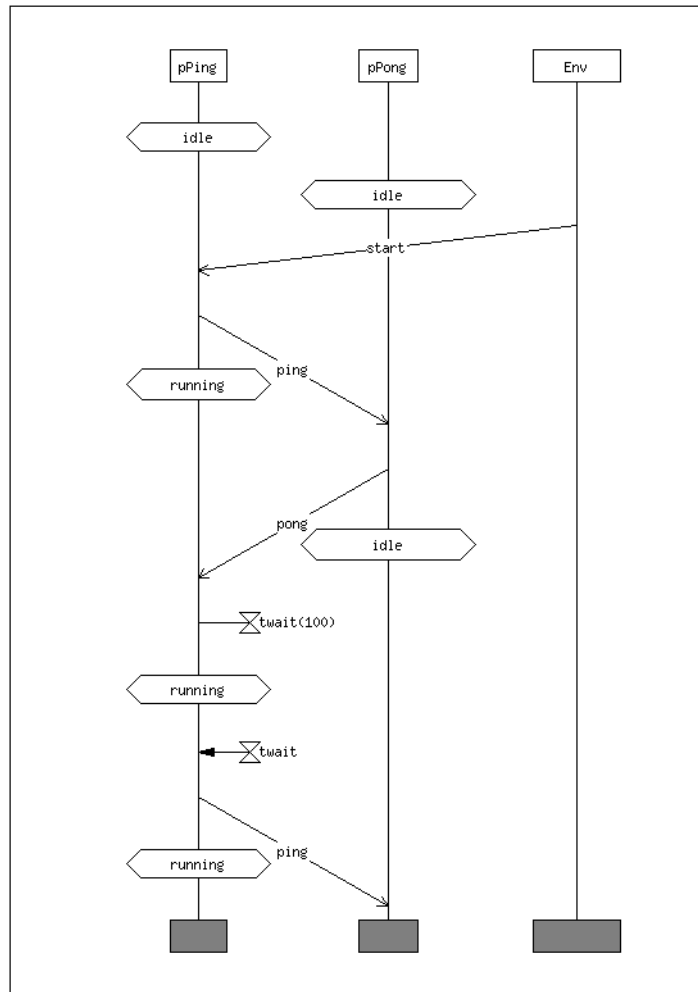 pPing
pPong
Env
idle
idle
start
ping
running
pong
idle
twait(100)
running
twait
ping
running